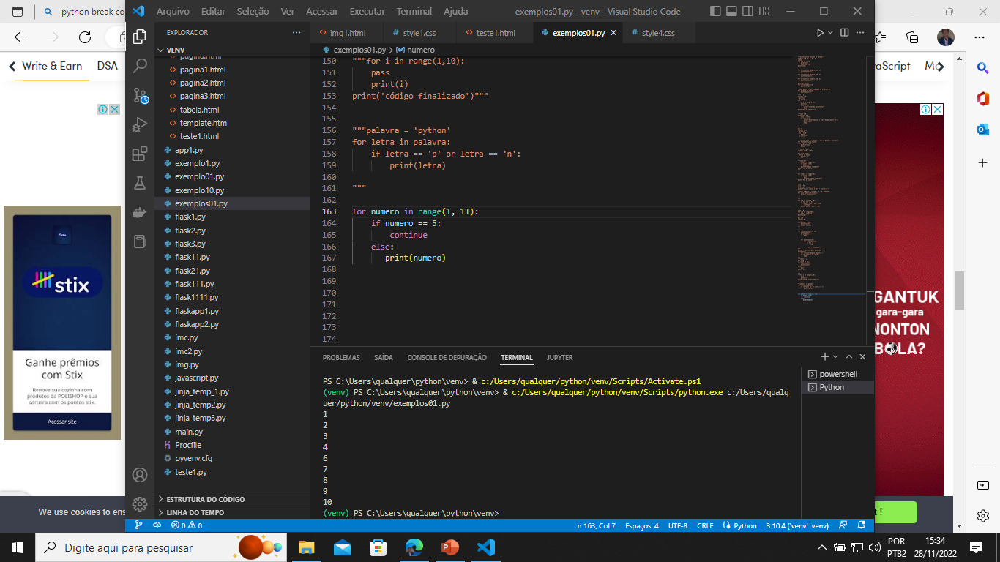 python break co
Write & Earn
DSA
We use cookies to ens
stix
stix
Ganhe prêmios
com Stix
Renove sua cozinha com
produtos da POLISHOP e sua
carteira com os pontos stix.
Acessar site
Arquivo Editar Seleção Ver Acessar Executar Terminal Ajuda
exemplos01.py - venv - Visual Studio Code
EXPLORADOR
VENV
pagina.html
pagina1.html
pagina2.html
pagina3.html
tabela.html
template.html
teste1.html
app1.py
exemplo1.py
exemplo01.py
exemplo10.py
exemplos01.py
flask1.py
flask2.py
flask3.py
flask11.py
flask21.py
flask111.py
flask1111.py
flaskapp1.py
flaskapp2.py
imc.py
imc2.py
img.py
javascript.py
jinja_temp_1.py
jinja_temp2.py
jinja_temp3.py
main.py
Procfile
pyvenv.cfg
teste1.py
ESTRUTURA DO CÓDIGO
LINHA DO TEMPO
img1.html style1.css teste1.html exemplos01.py style4.css
exemplos01.py > numero
150 """for i in range(1,10):
151 pass
152 print(i)
153 print('código finalizado')"""
154
155
156 """palavra = 'python'
157 for letra in palavra:
158 if letra == 'p' or letra == 'n':
159 print(letra)
160
161 """
162
163 for numero in range(1, 11):
164 if numero == 5:
165 continue
166 else:
167 print(numero)
168
169
170
171
172
173
174
PROBLEMAS SAÍDA CONSOLE DE DEPURAÇÃO TERMINAL JUPYTER
PS C:\Users\qualquer\python\venv> & c:/Users/qualquer/python/venv/Scripts/Activate.ps1
(venv) PS C:\Users\qualquer\python\venv> & c:/Users/qualquer/python/venv/Scripts/python.exe c:/Users/qualq
uer/python/venv/exemplos01.py
1
2
3
4
6
7
8
9
10
(venv) PS C:\Users\qualquer\python\venv>
powershell
Python
0 0
Ln 163, Col 7 Espaços: 4 UTF-8 CRLF Python 3.10.4 ('venv': venv)
vaScript
GANTUK
gara-gara
NONTON
BOLA?
t !
Digite aqui para pesquisar
POR
PTB2
15:34
28/11/2022